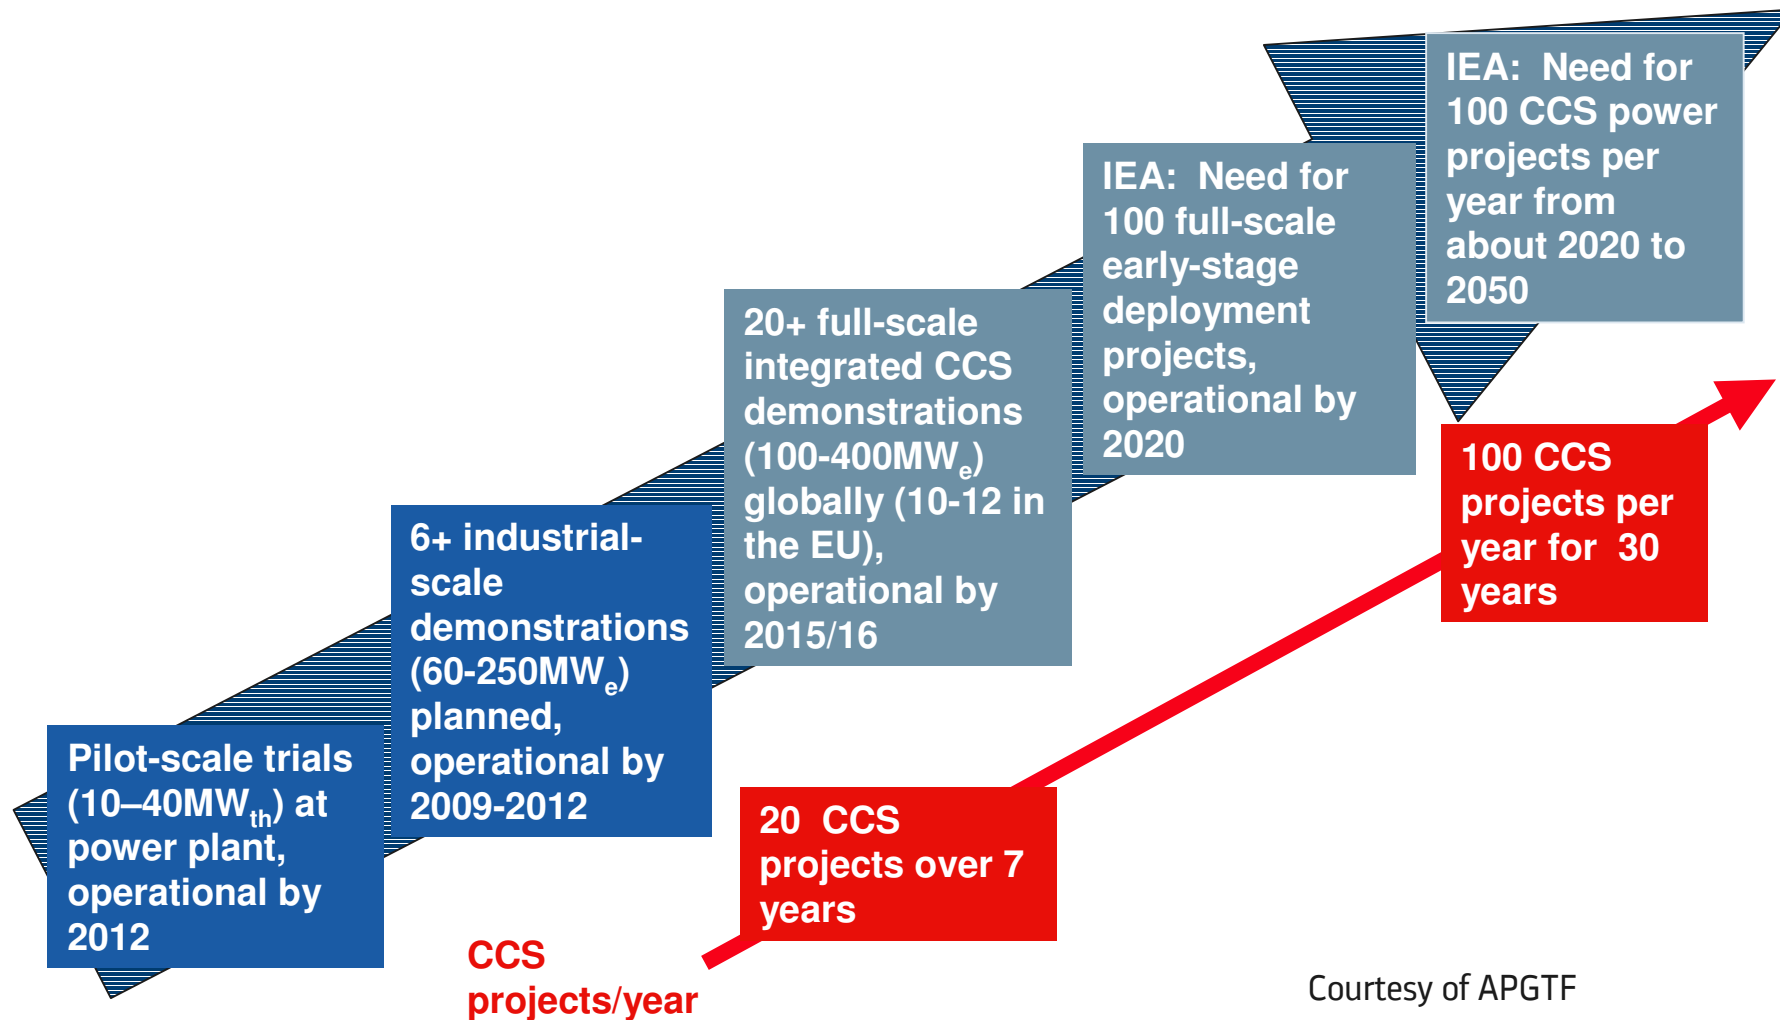 Pilot-scale trials
(10–40MWth) at
power plant,
operational by
2012
6+ industrial-
scale
demonstrations
(60-250MWe)
planned,
operational by
2009-2012
20+ full-scale
integrated CCS
demonstrations
(100-400MWe)
globally (10-12 in
the EU),
operational by
2015/16
IEA: Need for
100 full-scale
early-stage
deployment
projects,
operational by
2020
IEA: Need for
100 CCS power
projects per
year from
about 2020 to
2050
CCS
projects/year
20 CCS
projects over 7
years
100 CCS
projects per
year for 30
years
Courtesy of APGTF